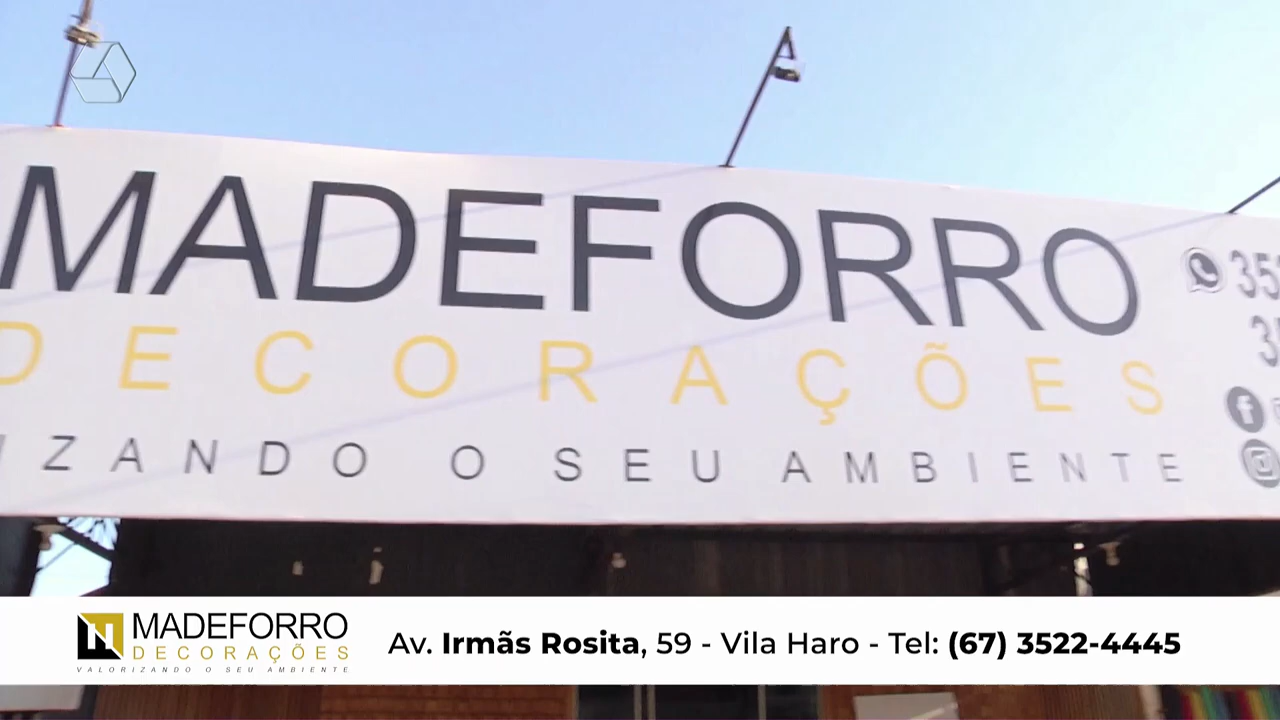 MADEFORRO
DECORAÇÕES
IZANDO O SEU AMBIENTE
MADEFORRO
DECORAÇÕES
VALORIZANDO O SEU AMBIENTE
Av. Irmãs Rosita, 59 - Vila Haro - Tel: (67) 3522-4445